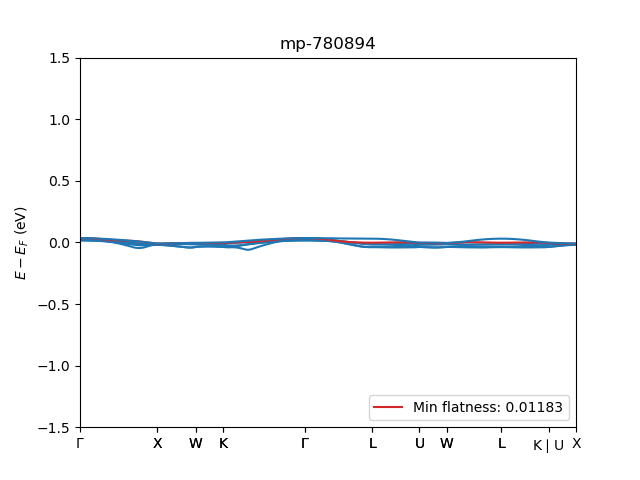 mp-780894
1.5
1.0
0.5
0.0
−0.5
−1.0
−1.5
E − E_F (eV)
Min flatness: 0.01183
Γ X W K Γ L U W L K | U X